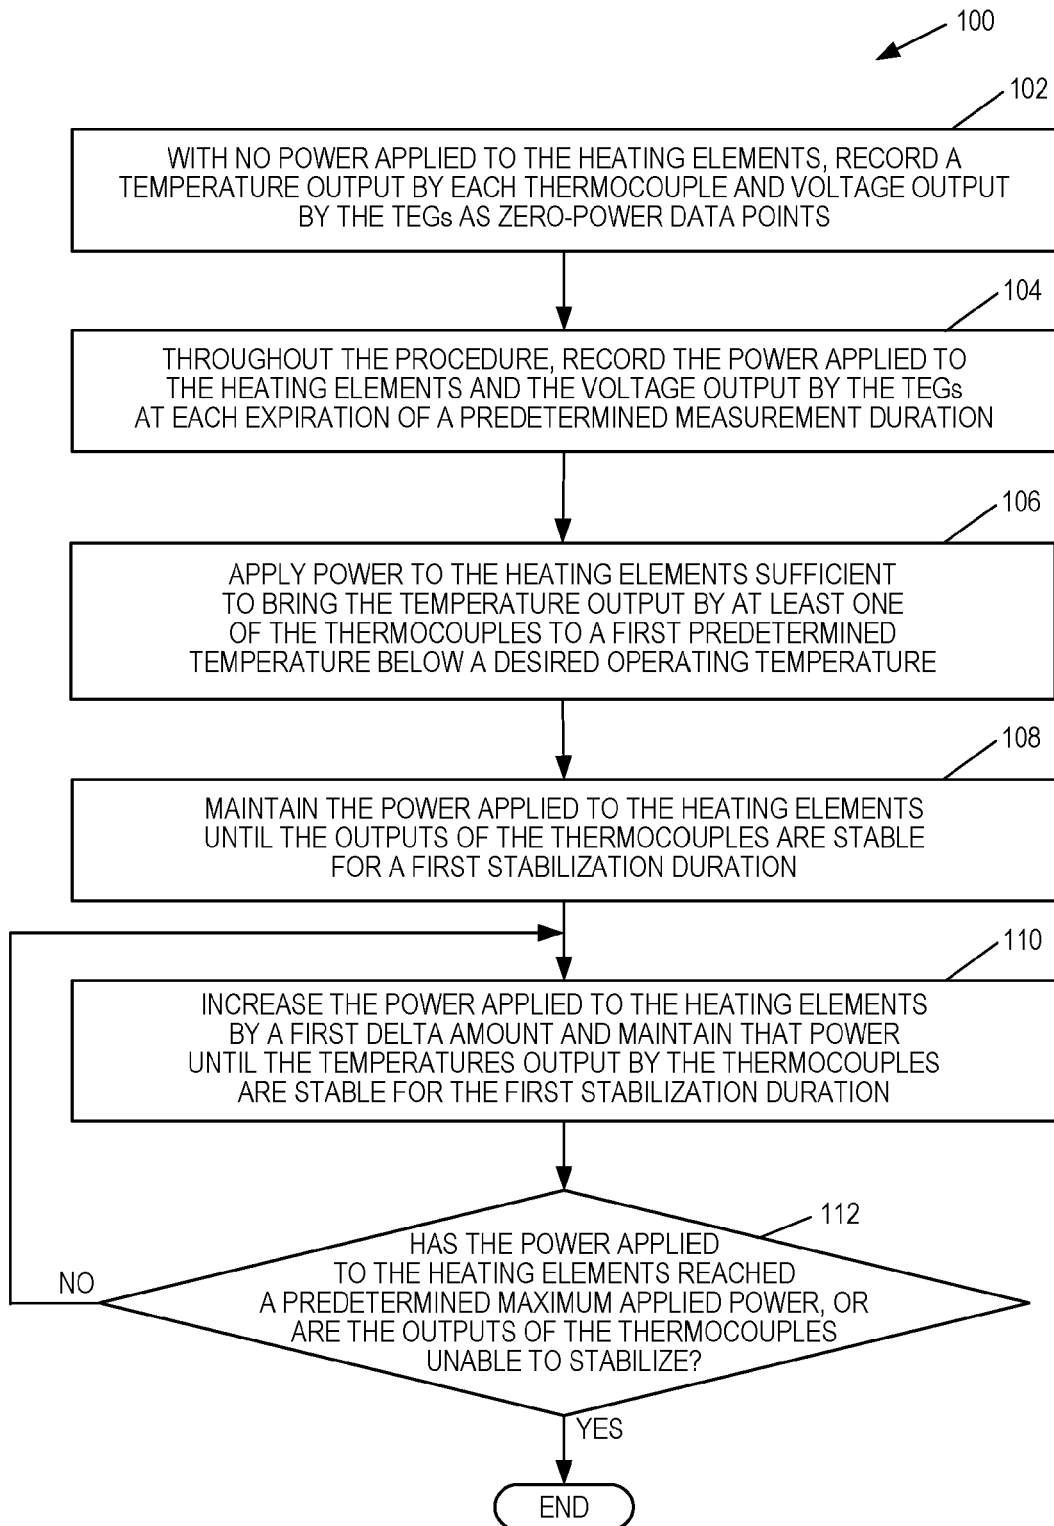 100
102
WITH NO POWER APPLIED TO THE HEATING ELEMENTS, RECORD A
TEMPERATURE OUTPUT BY EACH THERMOCOUPLE AND VOLTAGE OUTPUT
BY THE TEGs AS ZERO-POWER DATA POINTS
104
THROUGHOUT THE PROCEDURE, RECORD THE POWER APPLIED TO
THE HEATING ELEMENTS AND THE VOLTAGE OUTPUT BY THE TEGs
AT EACH EXPIRATION OF A PREDETERMINED MEASUREMENT DURATION
106
APPLY POWER TO THE HEATING ELEMENTS SUFFICIENT
TO BRING THE TEMPERATURE OUTPUT BY AT LEAST ONE
OF THE THERMOCOUPLES TO A FIRST PREDETERMINED
TEMPERATURE BELOW A DESIRED OPERATING TEMPERATURE
108
MAINTAIN THE POWER APPLIED TO THE HEATING ELEMENTS
UNTIL THE OUTPUTS OF THE THERMOCOUPLES ARE STABLE
FOR A FIRST STABILIZATION DURATION
110
INCREASE THE POWER APPLIED TO THE HEATING ELEMENTS
BY A FIRST DELTA AMOUNT AND MAINTAIN THAT POWER
UNTIL THE TEMPERATURES OUTPUT BY THE THERMOCOUPLES
ARE STABLE FOR THE FIRST STABILIZATION DURATION
112
HAS THE POWER APPLIED
TO THE HEATING ELEMENTS REACHED
A PREDETERMINED MAXIMUM APPLIED POWER, OR
ARE THE OUTPUTS OF THE THERMOCOUPLES
UNABLE TO STABILIZE?
NO
YES
END